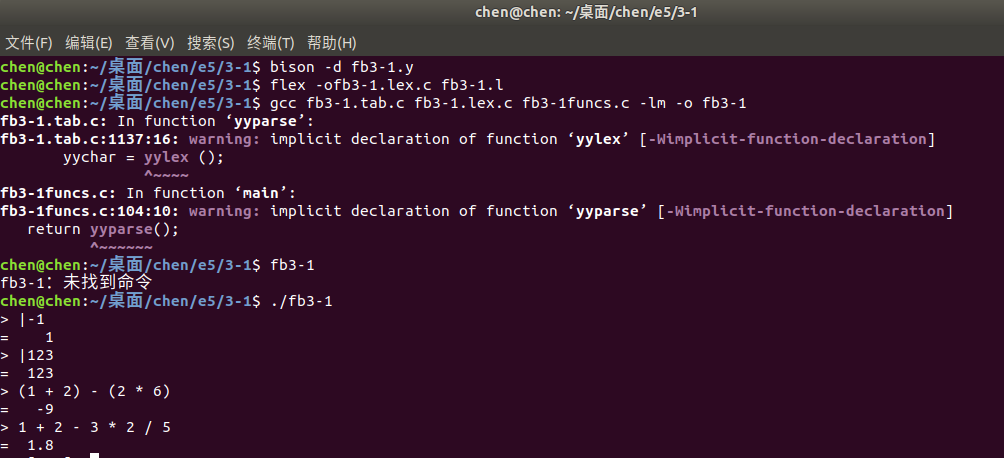 chen@chen: ~/桌面/chen/e5/3-1
文件(F) 编辑(E) 查看(V) 搜索(S) 终端(T) 帮助(H)
chen@chen:~/桌面/chen/e5/3-1$ bison -d fb3-1.y
chen@chen:~/桌面/chen/e5/3-1$ flex -ofb3-1.lex.c fb3-1.l
chen@chen:~/桌面/chen/e5/3-1$ gcc fb3-1.tab.c fb3-1.lex.c fb3-1funcs.c -lm -o fb3-1
fb3-1.tab.c: In function ‘yyparse’:
fb3-1.tab.c:1137:16: warning: implicit declaration of function ‘yylex’ [-Wimplicit-function-declaration]
       yychar = yylex ();
                ^~~~~
fb3-1funcs.c: In function ‘main’:
fb3-1funcs.c:104:10: warning: implicit declaration of function ‘yyparse’ [-Wimplicit-function-declaration]
   return yyparse();
          ^~~~~~~
chen@chen:~/桌面/chen/e5/3-1$ fb3-1
fb3-1：未找到命令
chen@chen:~/桌面/chen/e5/3-1$ ./fb3-1
> |-1
=    1
> |123
=  123
> (1 + 2) - (2 * 6)
=   -9
> 1 + 2 - 3 * 2 / 5
=  1.8